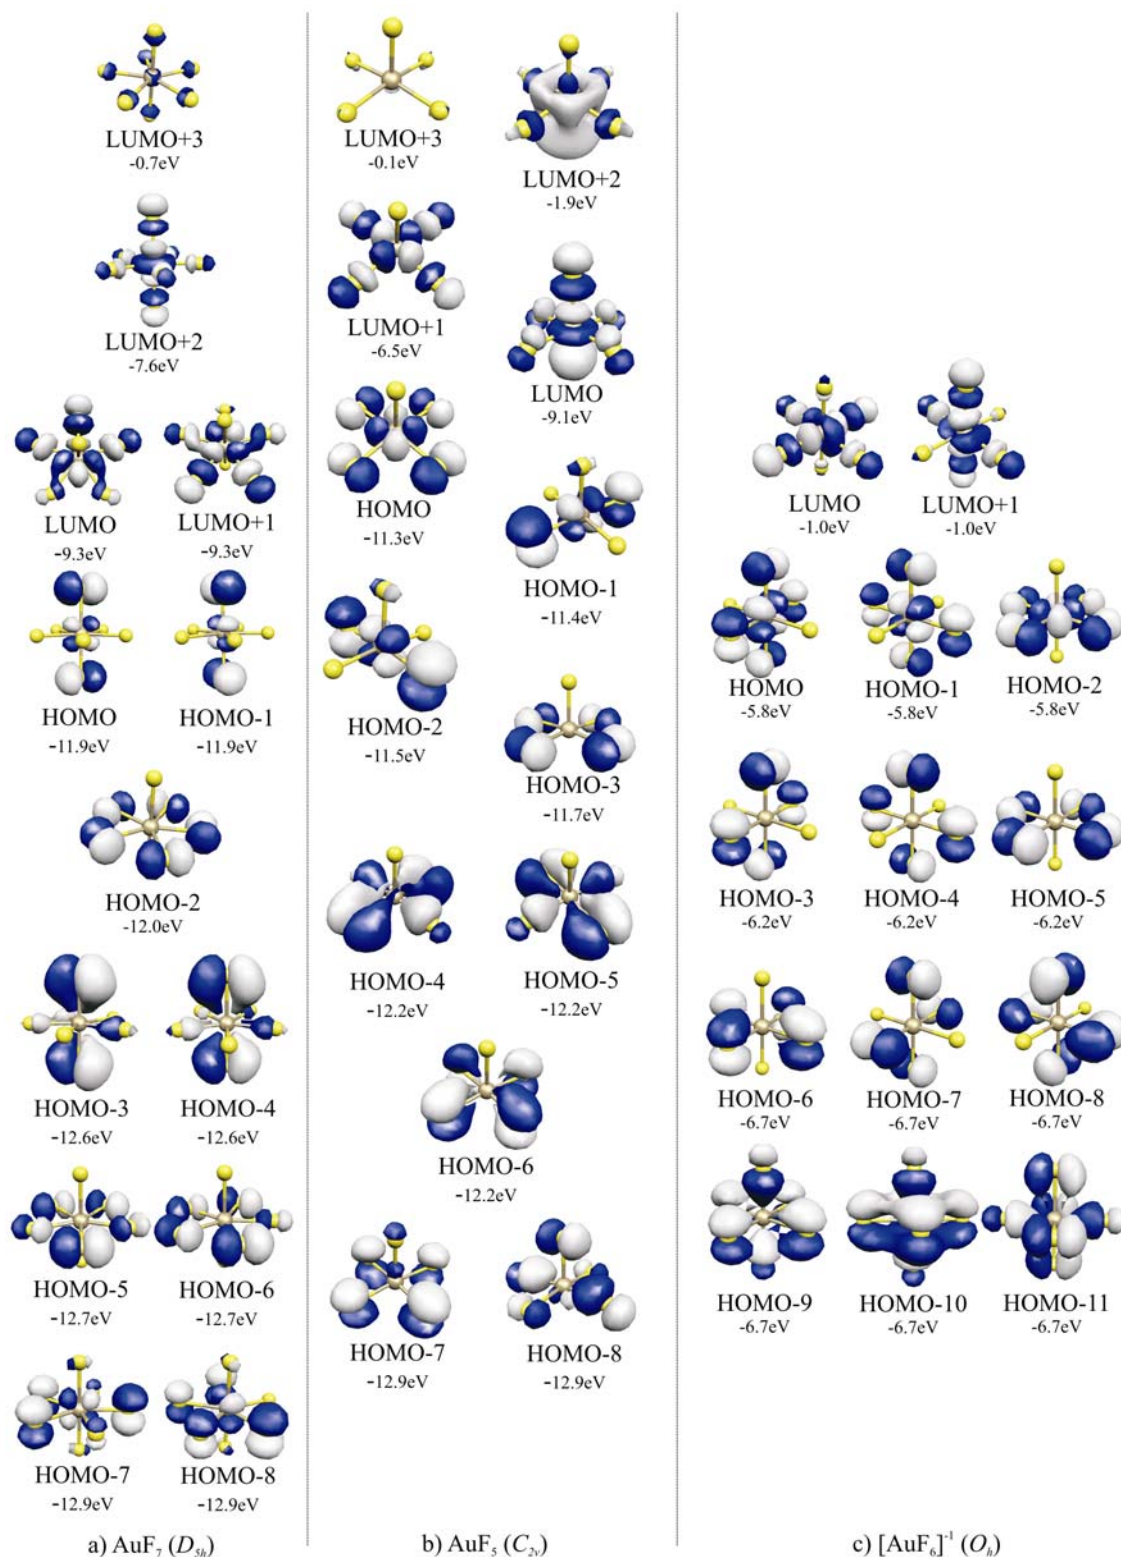 LUMO+3
-0.7eV
LUMO+2
-7.6eV
LUMO LUMO+1
-9.3eV -9.3eV
HOMO HOMO-1
-11.9eV -11.9eV
HOMO-2
-12.0eV
HOMO-3 HOMO-4
-12.6eV -12.6eV
HOMO-5 HOMO-6
-12.7eV -12.7eV
HOMO-7 HOMO-8
-12.9eV -12.9eV
a) AuF₇ (D₅ₕ)
LUMO+3
-0.1eV
LUMO+2
-1.9eV
LUMO+1
-6.5eV
LUMO
-9.1eV
HOMO
-11.3eV
HOMO-1
-11.4eV
HOMO-2
-11.5eV
HOMO-3
-11.7eV
HOMO-4 HOMO-5
-12.2eV -12.2eV
HOMO-6
-12.2eV
HOMO-7 HOMO-8
-12.9eV -12.9eV
b) AuF₅ (C₂ᵥ)
LUMO LUMO+1
-1.0eV -1.0eV
HOMO HOMO-1 HOMO-2
-5.8eV -5.8eV -5.8eV
HOMO-3 HOMO-4 HOMO-5
-6.2eV -6.2eV -6.2eV
HOMO-6 HOMO-7 HOMO-8
-6.7eV -6.7eV -6.7eV
HOMO-9 HOMO-10 HOMO-11
-6.7eV -6.7eV -6.7eV
c) [AuF₆]⁻¹ (Oₕ)